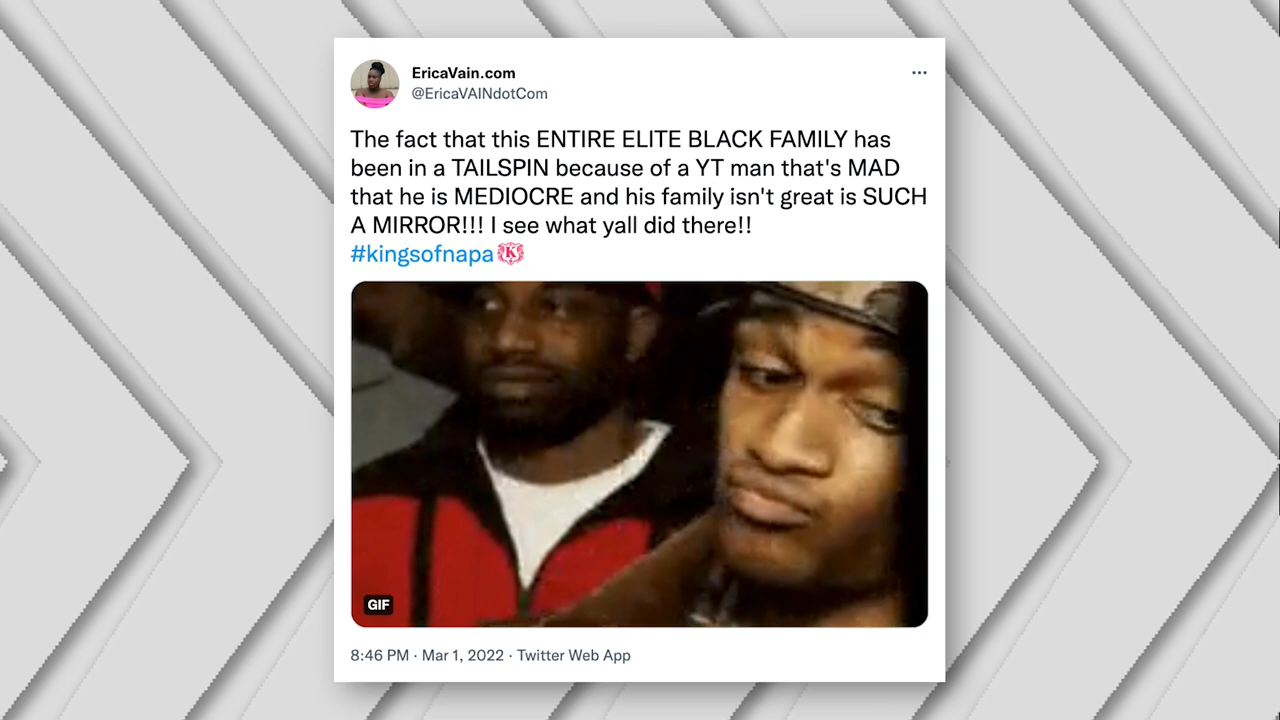 EricaVain.com
@EricaVAINdotCom
The fact that this ENTIRE ELITE BLACK FAMILY has
been in a TAILSPIN because of a YT man that's MAD
that he is MEDIOCRE and his family isn't great is SUCH
A MIRROR!!! I see what yall did there!!
#kingsofnapa K
GIF
8:46 PM · Mar 1, 2022 · Twitter Web App